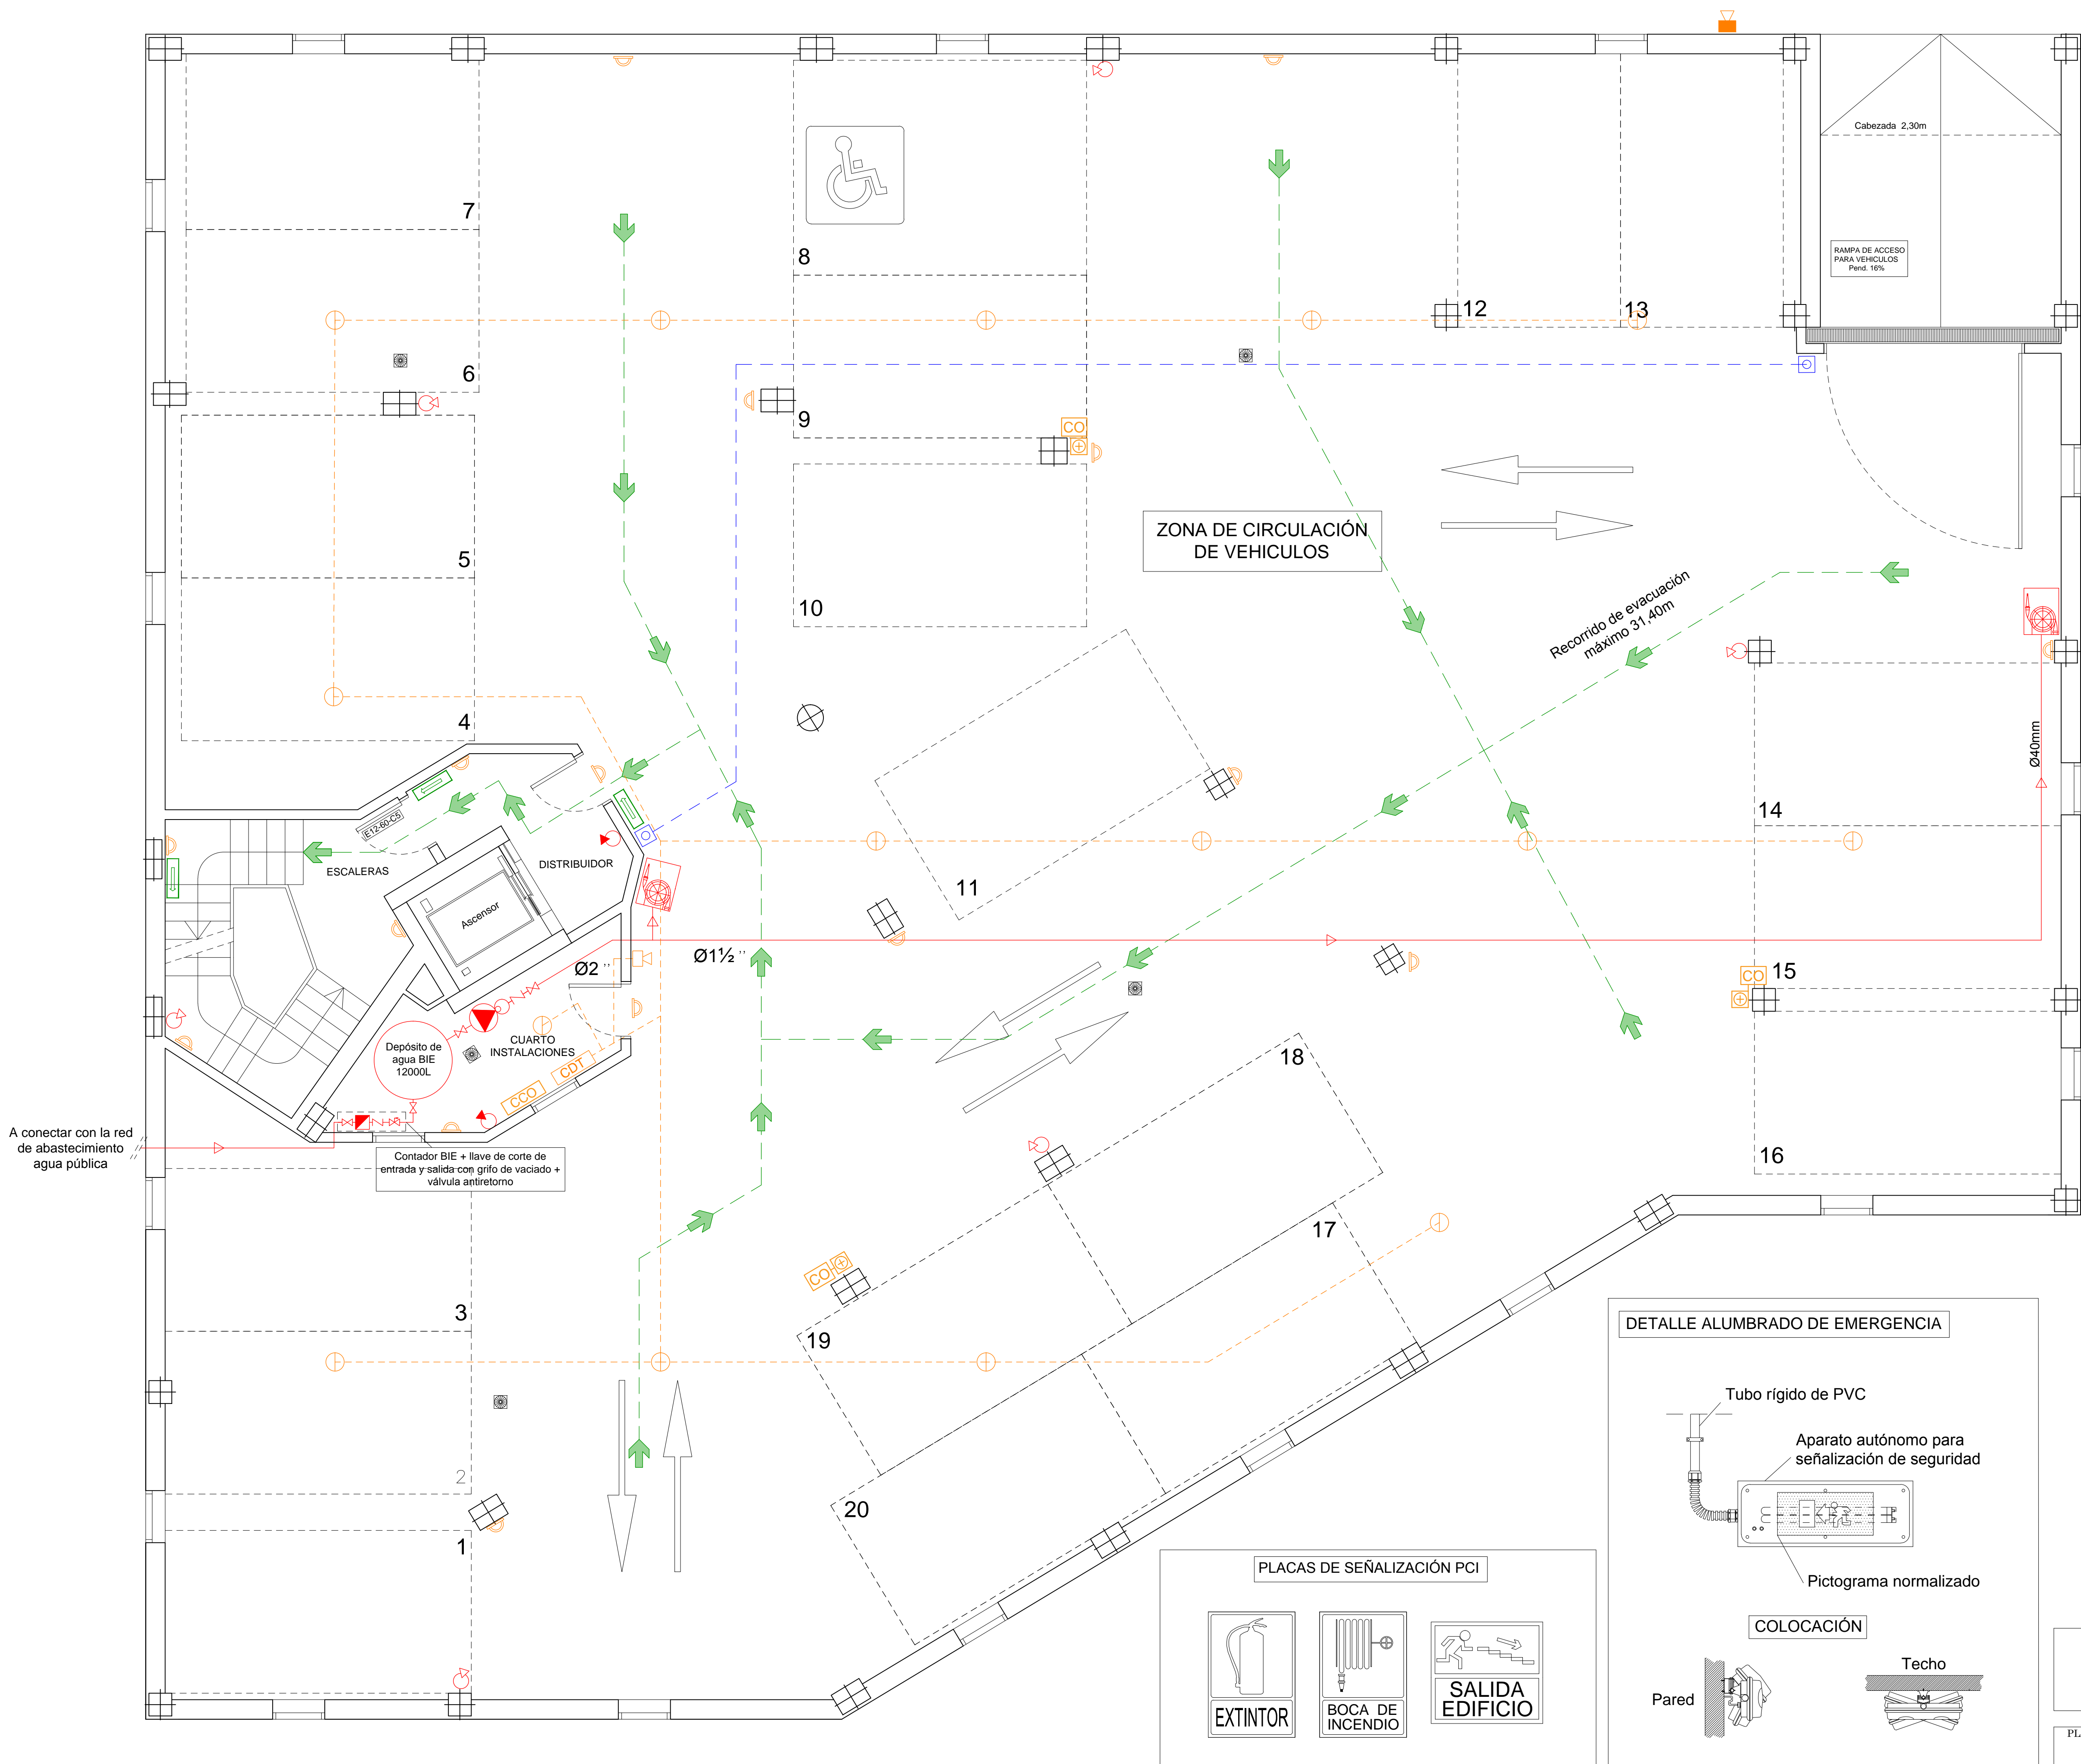 Cabezada 2,30m
7
8
RAMPA DE ACCESO
PARA VEHICULOS
Pend. 16%
12
13
6
9
CO
ZONA DE CIRCULACIÓN
DE VEHICULOS
5
10
Recorrido de evacuación
máximo 31,40m
4
Ø40mm
14
E12-60-C5
ESCALERAS
DISTRIBUIDOR
Ascensor
11
Ø1½ ''
Ø2 ''
CO
15
Depósito de
agua BIE
12000L
CUARTO
INSTALACIONES
CDT
CCO
18
A conectar con la red
de abastecimiento
agua pública
Contador BIE + llave de corte de
entrada y salida con grifo de vaciado +
válvula antiretorno
16
17
CO
3
19
2
20
1
DETALLE ALUMBRADO DE EMERGENCIA
Tubo rígido de PVC
Aparato autónomo para
señalización de seguridad
Pictograma normalizado
COLOCACIÓN
Techo
Pared
PLACAS DE SEÑALIZACIÓN PCI
EXTINTOR
BOCA DE
INCENDIO
SALIDA
EDIFICIO
PL